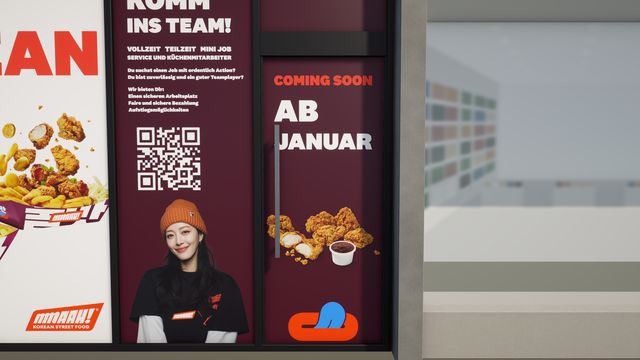 EAN
MMAAH!
KOREAN STREET FOOD
KOMM
INS TEAM!
VOLLZEIT TEILZEIT MINI JOB
SERVICE UND KÜCHENMITARBEITER
Du suchst einen Job mit ordentlich Action?
Du bist zuverlässig und ein guter Teamplayer?
Wir bieten Dir:
Einen sicheren Arbeitsplatz
Faire und sichere Bezahlung
Aufstiegsmöglichkeiten
COMING SOON
AB
JANUAR